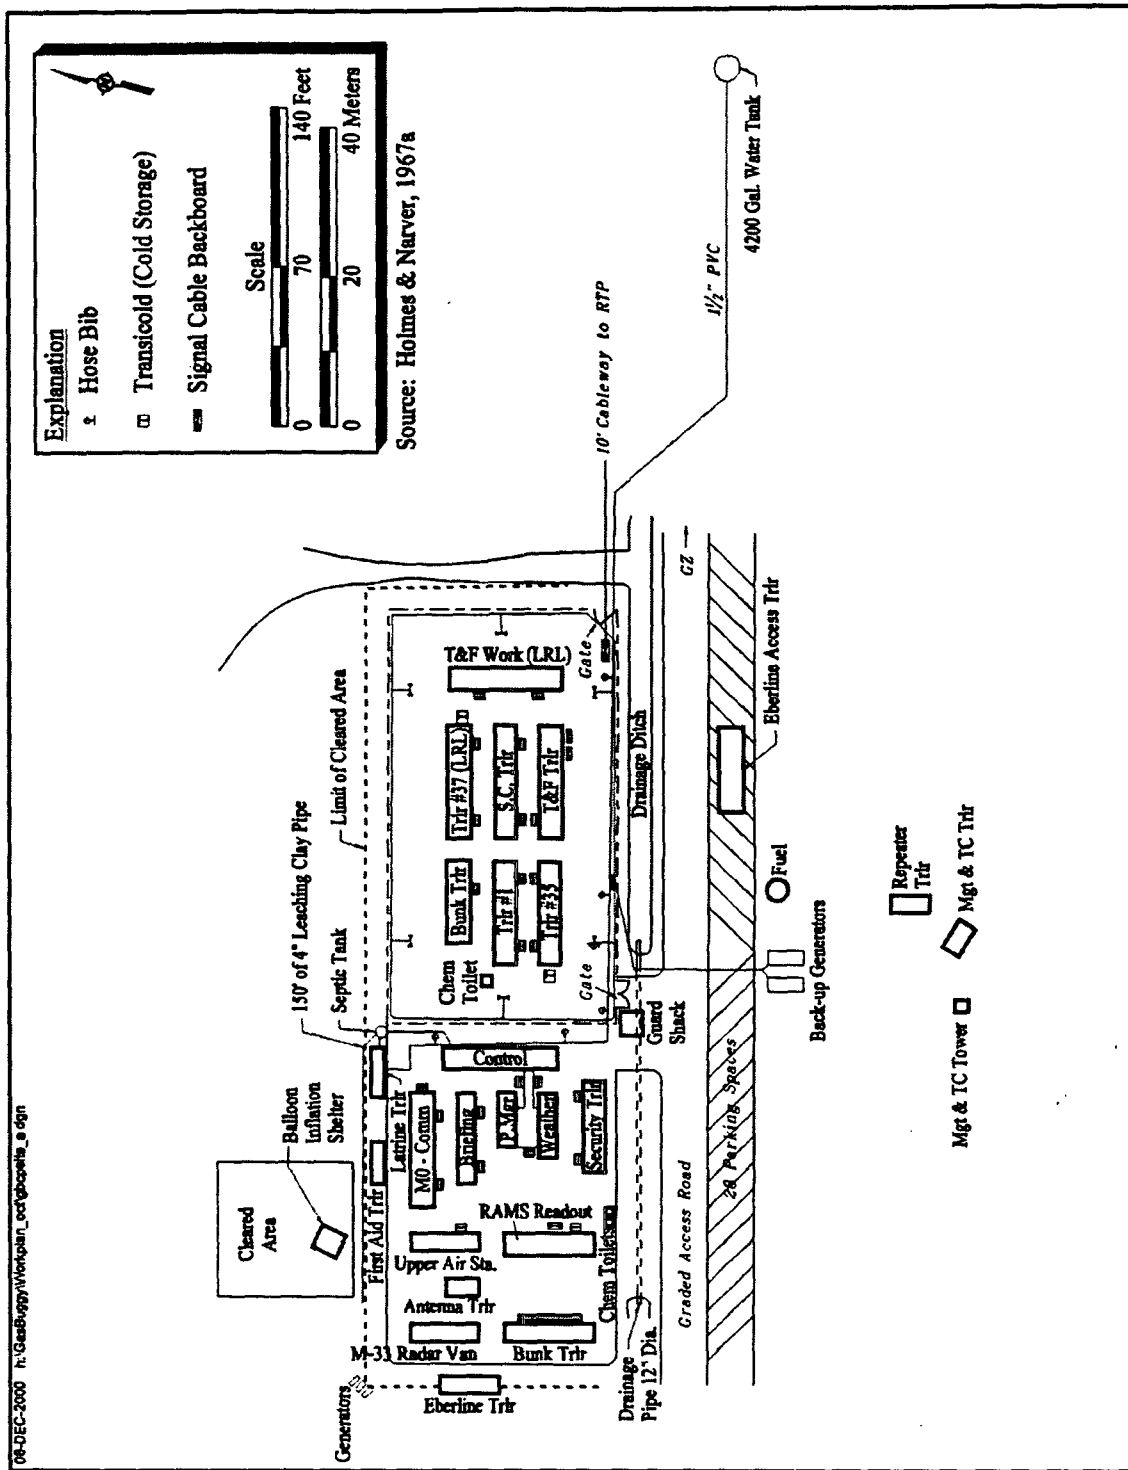 08-DEC-2000 h:\GasBuggy\Workplan_oct\gbcpsite_a.dgn
Explanation
Hose Bib
Transicold (Cold Storage)
Signal Cable Backboard
Scale
0
70
140 Feet
0
20
40 Meters
Source: Holmes & Narver, 1967a
Cleared
Area
Balloon
Inflation
Shelter
150' of 4" Leaching Clay Pipe
Septic Tank
Limit of Cleared Area
Generators
First Aid Trlr
Latrine Trlr
M-33 Radar Van
Antenna Trlr
Upper Air Sta.
M0 - Comm
Eberline Trlr
Bunk Trlr
RAMS Readout
Briefing
P. Mgr
Weather
Security Trlr
Control
Chem Toilets
Chem
Toilet
Bunk Trlr
Trlr #1
Trlr #35
Trlr #37 (LRL)
S.C. Trlr
T&F Trlr
T&F Work (LRL)
Gate
Gate
Guard
Shack
10' Cableway to RTP
1½" PVC
4200 Gal. Water Tank
Drainage Ditch
GZ
Drainage
Pipe 12" Dia.
Graded Access Road
20 Parking Spaces
Eberline Access Trlr
Back-up Generators
Fuel
Repeater
Trlr
Mgt & TC Tower
Mgt & TC Trlr